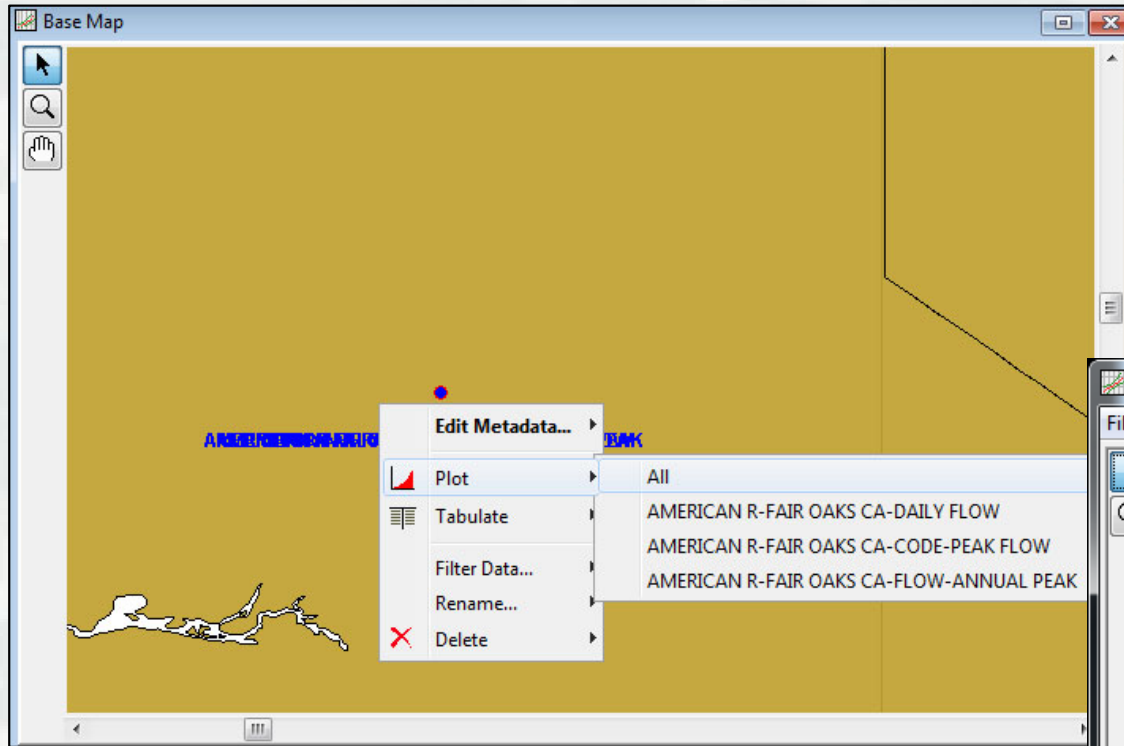 Base Map
Edit Metadata...
Plot
All
Tabulate
AMERICAN R-FAIR OAKS CA-DAILY FLOW
AMERICAN R-FAIR OAKS CA-CODE-PEAK FLOW
AMERICAN R-FAIR OAKS CA-FLOW-ANNUAL PEAK
Filter Data...
Rename...
Delete